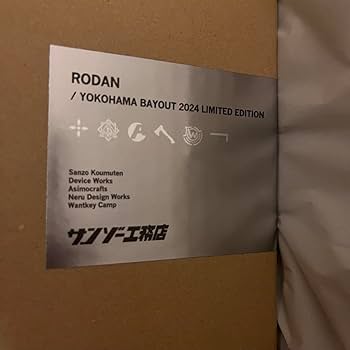 RODAN
/ YOKOHAMA BAYOUT 2024 LIMITED EDITION
Sanzo Koumuten
Device Works
Asimocrafts
Neru Design Works
Wantkey Camp
サンゾー工務店